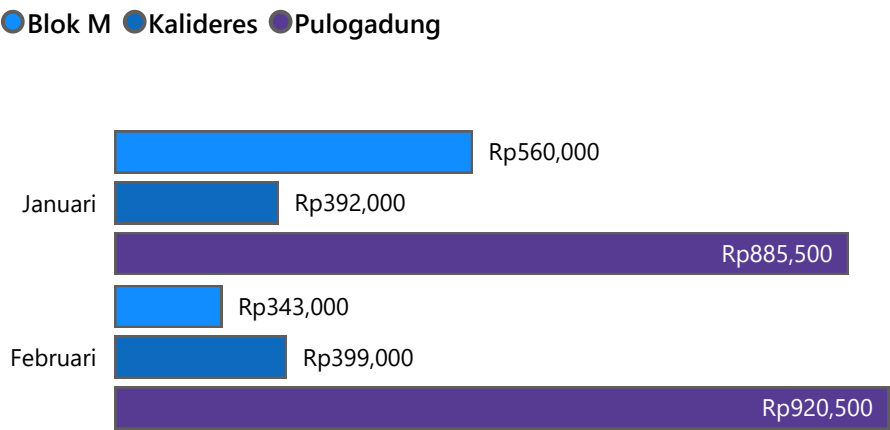 Blok M Kalideres Pulogadung
Rp560,000
Januari Rp392,000
Rp885,500
Rp343,000
Februari Rp399,000
Rp920,500